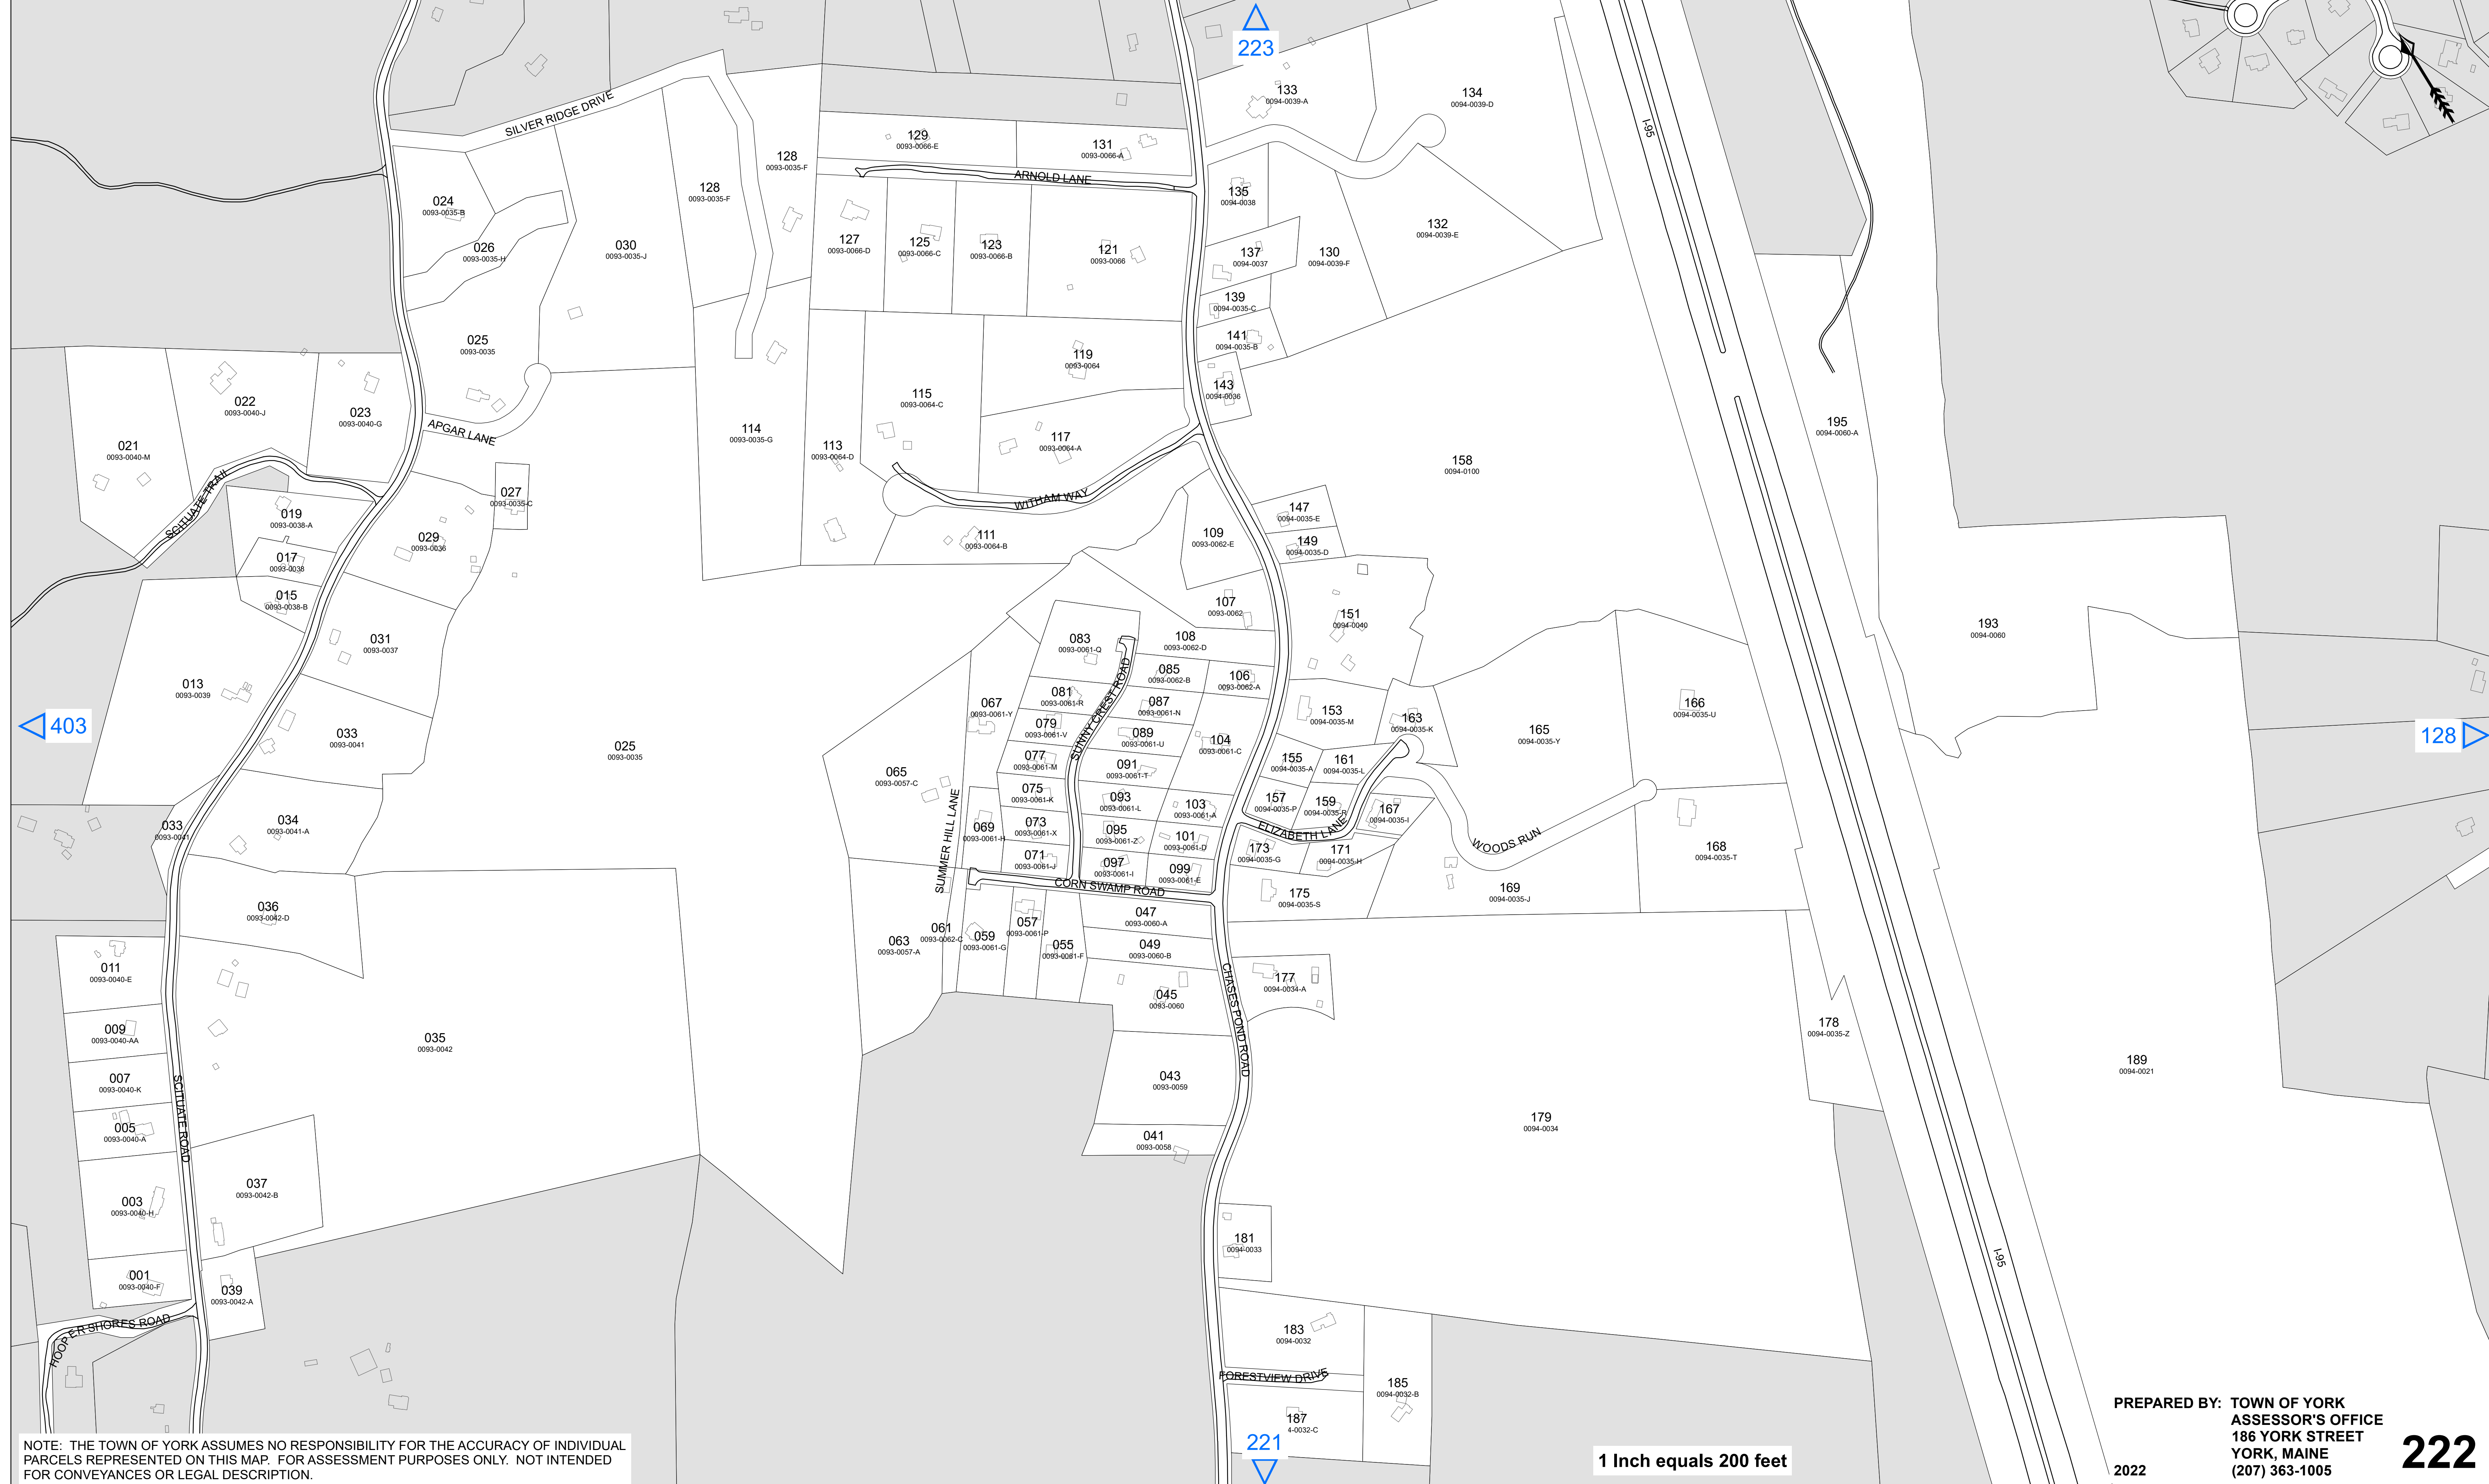 223
133
0094-0039-A
134
0094-0039-D
I-95
SILVER RIDGE DRIVE
129
0093-0066-E
131
0093-0066-A
128
0093-0035-F
128
0093-0035-F
ARNOLD LANE
024
0093-0035-B
135
0094-0038
026
0093-0035-H
030
0093-0035-J
127
0093-0066-D
125
0093-0066-C
123
0093-0066-B
121
0093-0066
137
0094-0037
130
0094-0039-F
132
0094-0039-E
139
0094-0035-C
025
0093-0035
141
0094-0035-B
119
0093-0064
143
0094-0036
022
0093-0040-J
023
0093-0040-G
115
0093-0064-C
APGAR LANE
114
0093-0035-G
113
0093-0064-D
117
0093-0064-A
195
0094-0060-A
021
0093-0040-M
158
0094-0100
SCITUATE TRAIL
027
0093-0035-C
WITHAM WAY
019
0093-0038-A
147
0094-0035-E
029
0093-0036
111
0093-0064-B
109
0093-0062-E
149
0094-0035-D
017
0093-0038
015
0093-0038-B
107
0093-0062
151
0094-0040
031
0093-0037
083
0093-0061-Q
108
0093-0062-D
193
0094-0060
013
0093-0039
085
0093-0062-B
106
0093-0062-A
SUNNY CREST ROAD
081
0093-0061-R
067
0093-0061-Y
087
0093-0061-N
153
0094-0035-M
163
0094-0035-K
166
0094-0035-U
403
033
0093-0041
025
0093-0035
079
0093-0061-V
089
0093-0061-U
104
0093-0061-C
165
0094-0035-Y
128
077
0093-0061-M
091
0093-0061-T
155
0094-0035-A
161
0094-0035-L
065
0093-0057-C
075
0093-0061-K
093
0093-0061-L
103
0093-0061-A
157
0094-0035-P
159
0094-0035-R
167
0094-0035-I
033
0093-0041
034
0093-0041-A
SUMMER HILL LANE
069
0093-0061-H
073
0093-0061-X
095
0093-0061-Z
101
0093-0061-D
ELIZABETH LANE
WOODS RUN
168
0094-0035-T
071
0093-0061-J
097
0093-0061-I
099
0093-0061-E
173
0094-0035-G
171
0094-0035-H
CORN SWAMP ROAD
175
0094-0035-S
169
0094-0035-J
036
0093-0042-D
063
0093-0057-A
061
0093-0062-C
059
0093-0061-G
057
0093-0061-P
055
0093-0061-F
047
0093-0060-A
049
0093-0060-B
011
0093-0040-E
045
0093-0060
CHASES POND ROAD
177
0094-0034-A
009
0093-0040-AA
035
0093-0042
178
0094-0035-Z
007
0093-0040-K
043
0093-0059
189
0094-0021
SCITUATE ROAD
005
0093-0040-A
041
0093-0058
179
0094-0034
003
0093-0040-H
037
0093-0042-B
181
0094-0033
I-95
001
0093-0040-F
039
0093-0042-A
HOOPER SHORES ROAD
183
0094-0032
FORESTVIEW DRIVE
185
0094-0032-B
187
4-0032-C
221
NOTE: THE TOWN OF YORK ASSUMES NO RESPONSIBILITY FOR THE ACCURACY OF INDIVIDUAL
PARCELS REPRESENTED ON THIS MAP. FOR ASSESSMENT PURPOSES ONLY. NOT INTENDED
FOR CONVEYANCES OR LEGAL DESCRIPTION.
1 Inch equals 200 feet
PREPARED BY: TOWN OF YORK
ASSESSOR'S OFFICE
186 YORK STREET
YORK, MAINE
2022 (207) 363-1005
222